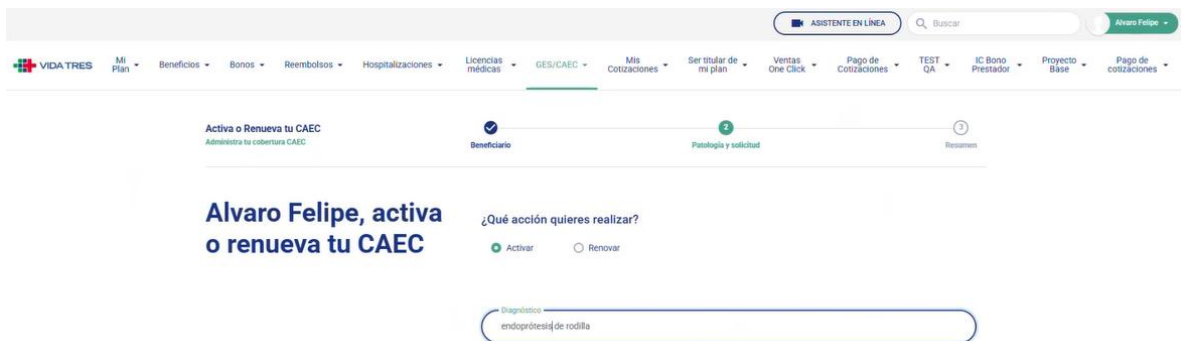 ASISTENTE EN LÍNEA
Buscar
Alvaro Felipe
VIDA TRES
Mi Plan
Beneficios
Bonos
Reembolsos
Hospitalizaciones
Licencias médicas
GES/CAEC
Mis Cotizaciones
Ser titular de mi plan
Ventas One Click
Pago de Cotizaciones
TEST QA
IC Bono Prestador
Proyecto Base
Pago de cotizaciones
Activa o Renueva tu CAEC
Administra tu cobertura CAEC
Beneficiario
2
Patología y solicitud
3
Resumen
Alvaro Felipe, activa
o renueva tu CAEC
¿Qué acción quieres realizar?
Activar
Renovar
Diagnóstico
endoprótesis de rodilla